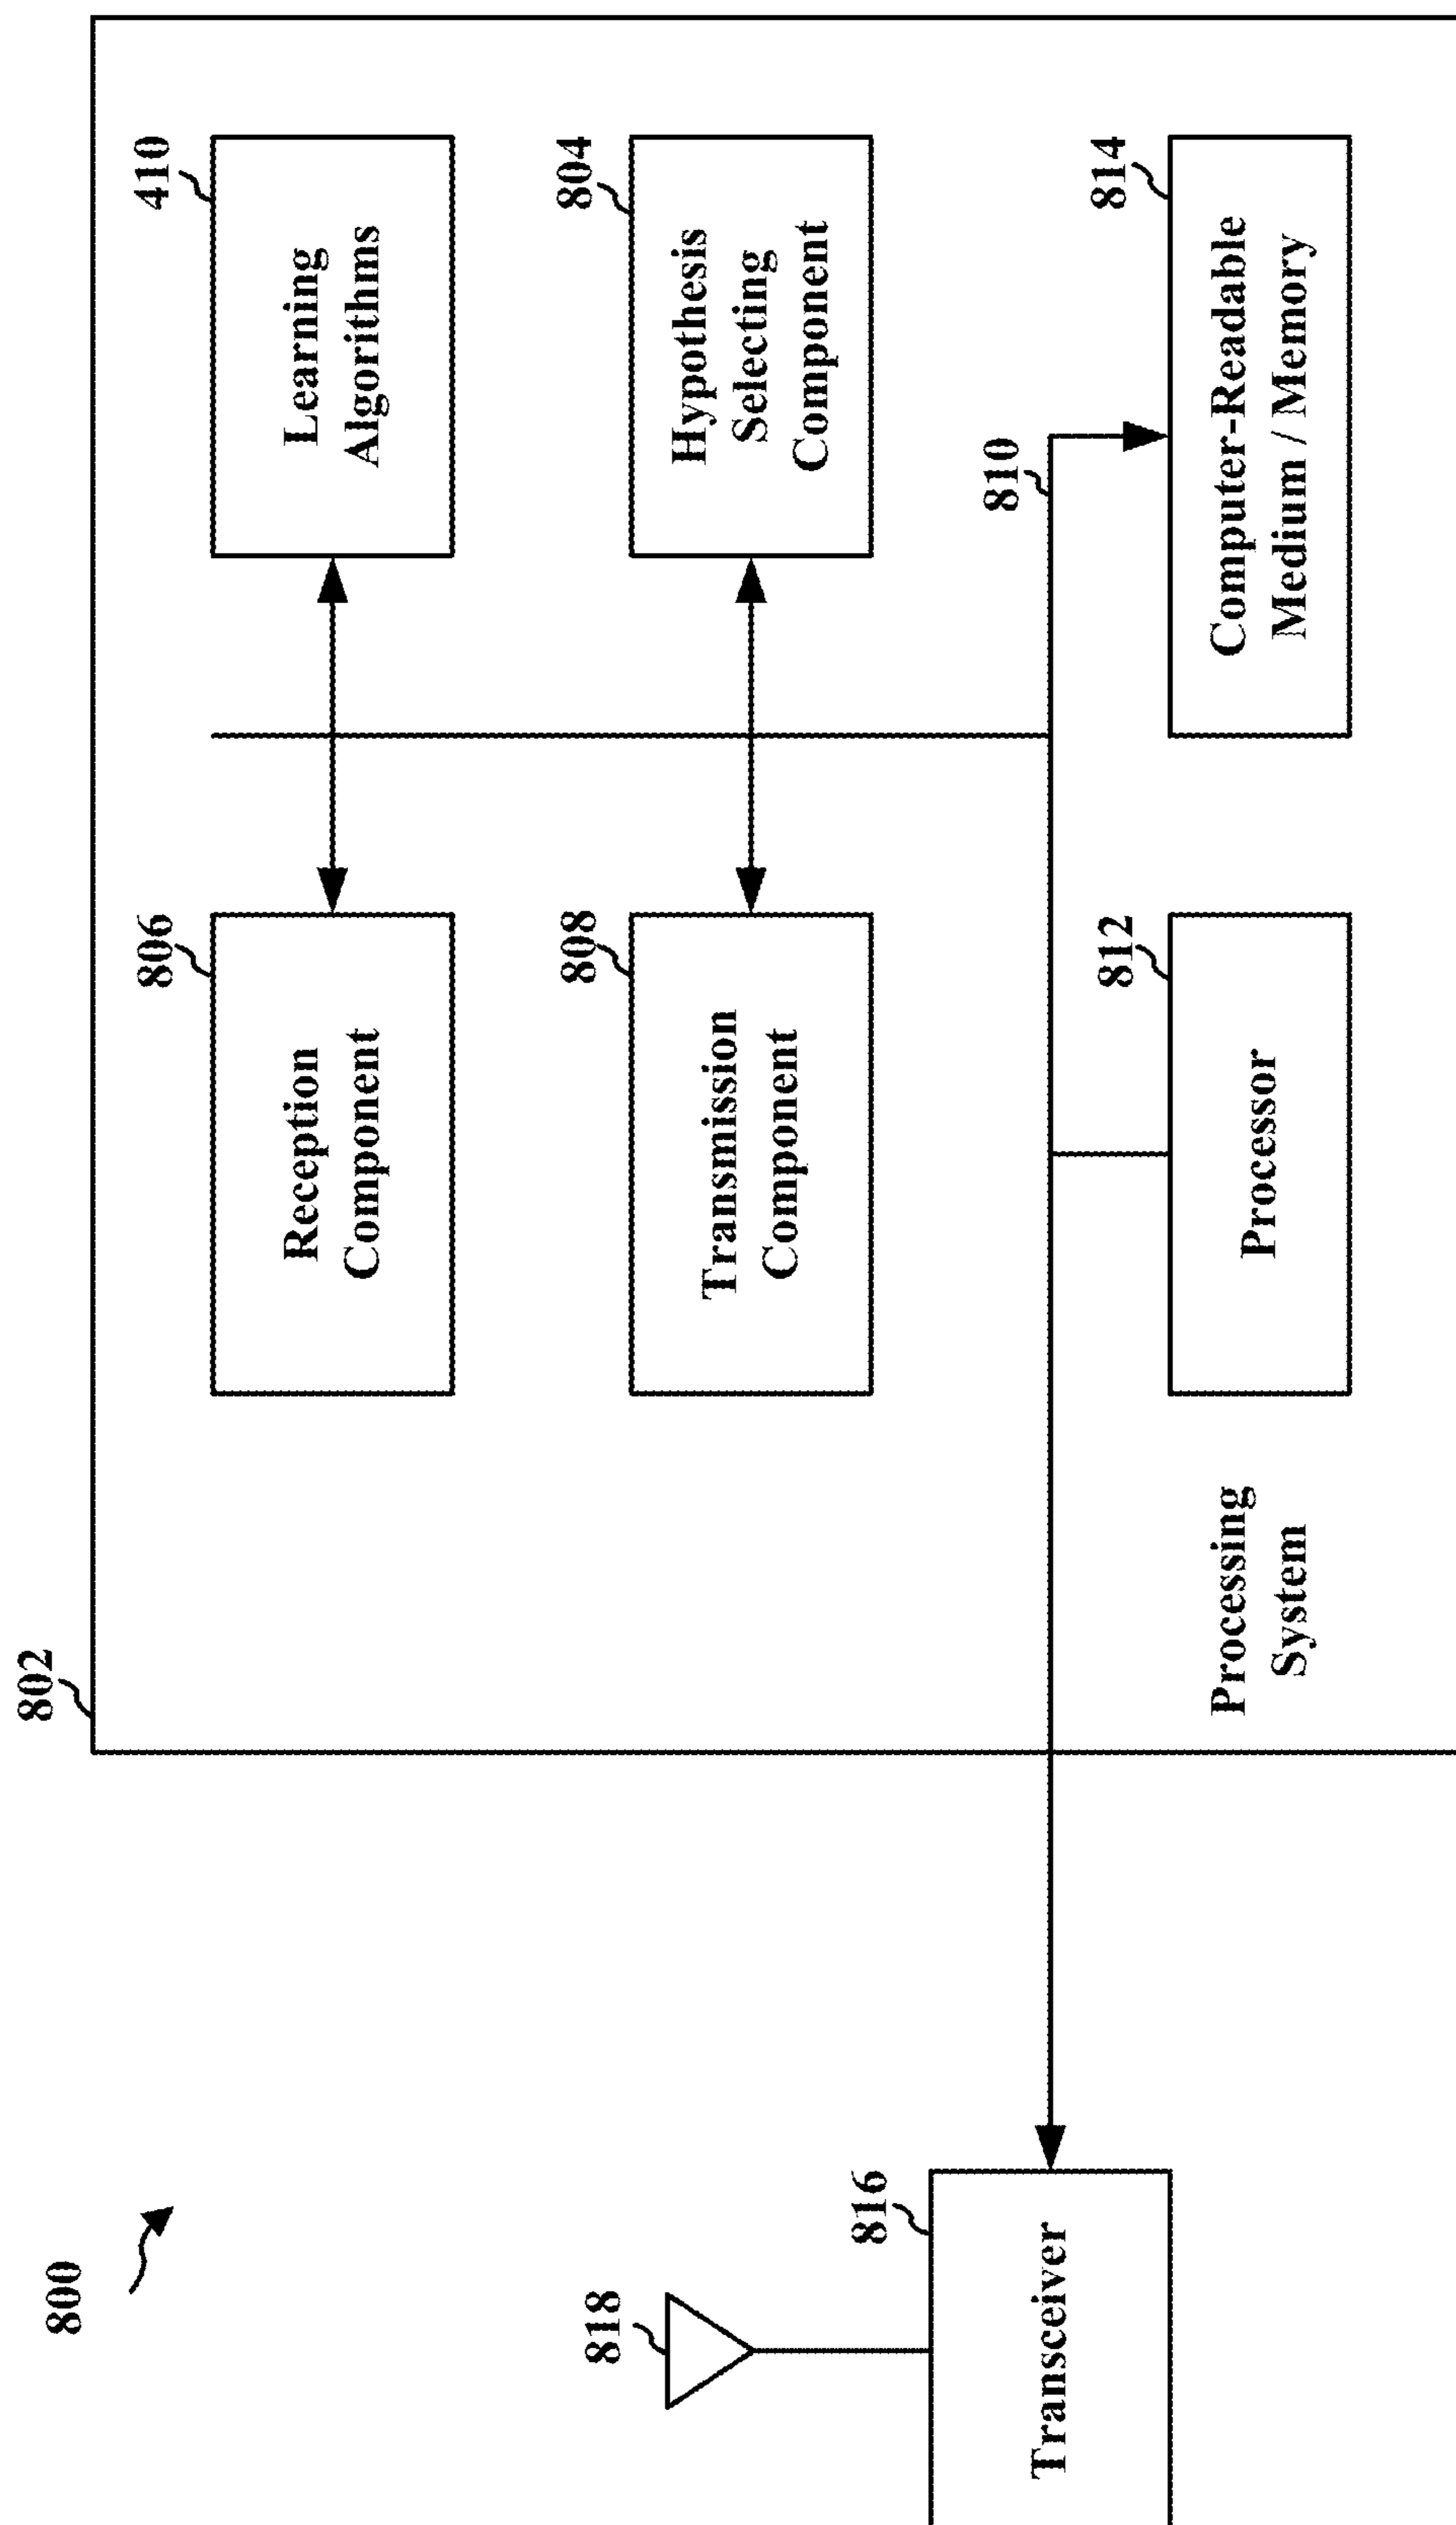 800
802
806
Reception
Component
410
Learning
Algorithms
808
Transmission
Component
804
Hypothesis
Selecting
Component
818
816
Transceiver
810
Processing
System
812
Processor
814
Computer-Readable
Medium / Memory